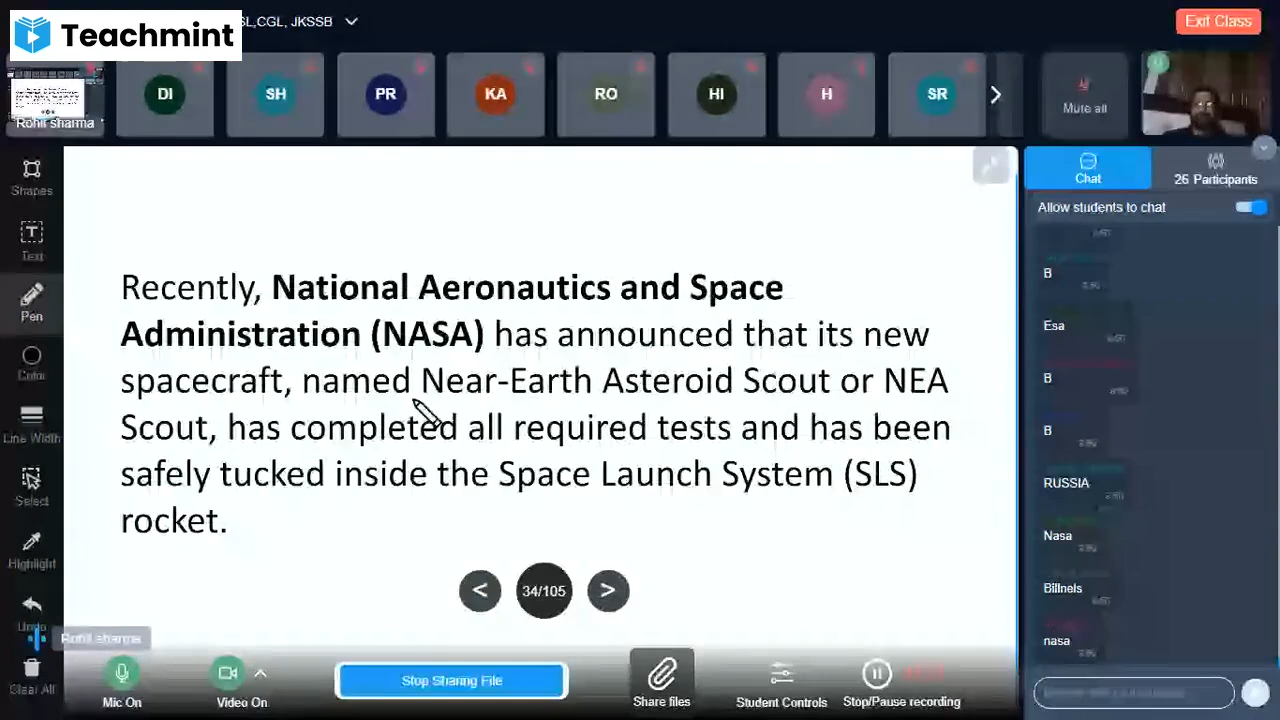 Teachmint
SL,CGL, JKSSB
Exit Class
Rohit sharma
DI
SH
PR
KA
RO
HI
H
SR
Mute all
Shapes
Text
Pen
Color
Line Width
Select
Highlight
Undo
Clear All
Recently, National Aeronautics and Space
Administration (NASA) has announced that its new
spacecraft, named Near-Earth Asteroid Scout or NEA
Scout, has completed all required tests and has been
safely tucked inside the Space Launch System (SLS)
rocket.
34/105
Rohit sharma
Mic On
Video On
Stop Sharing File
Share files
Student Controls
Stop/Pause recording
Chat
26 Participants
Allow students to chat
B
Esa
B
B
RUSSIA
Nasa
Billnels
nasa